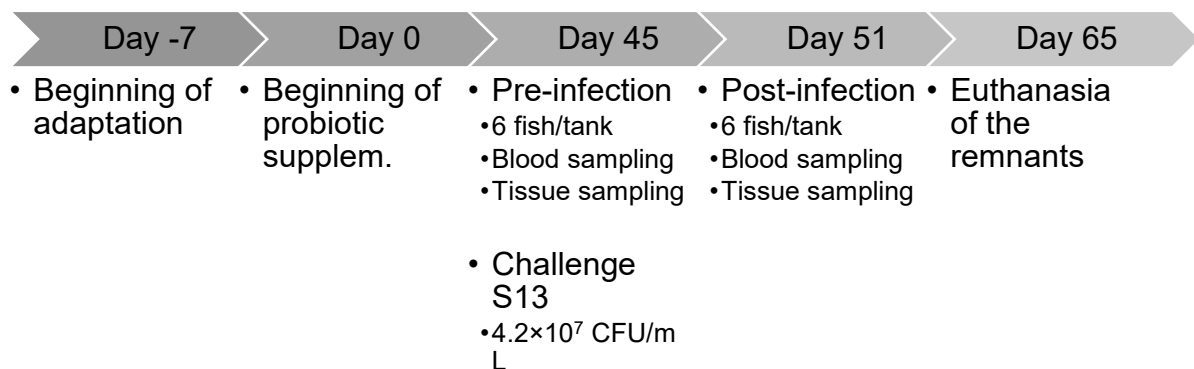 Day -7
Day 0
Day 45
Day 51
Day 65
• Beginning of
adaptation
• Beginning of
probiotic
supplem.
• Pre-infection
•6 fish/tank
•Blood sampling
•Tissue sampling
• Challenge
S13
•4.2×10⁷ CFU/m
L
• Post-infection
•6 fish/tank
•Blood sampling
•Tissue sampling
• Euthanasia
of the
remnants